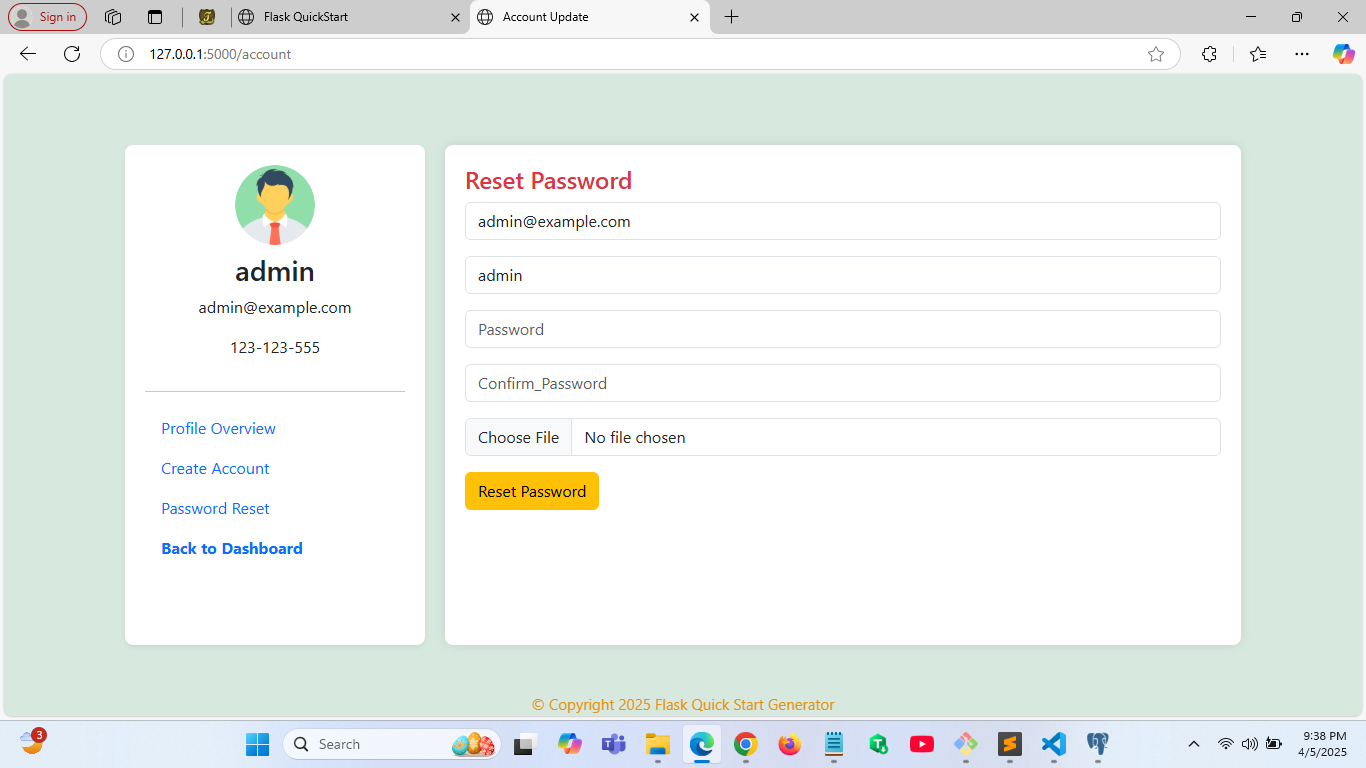 Sign in
Flask QuickStart
Account Update
127.0.0.1:5000/account
admin
admin@example.com
123-123-555
Profile Overview
Create Account
Password Reset
Back to Dashboard
Reset Password
admin@example.com
admin
Password
Confirm_Password
Choose File No file chosen
Reset Password
© Copyright 2025 Flask Quick Start Generator
3
Search
9:38 PM
4/5/2025